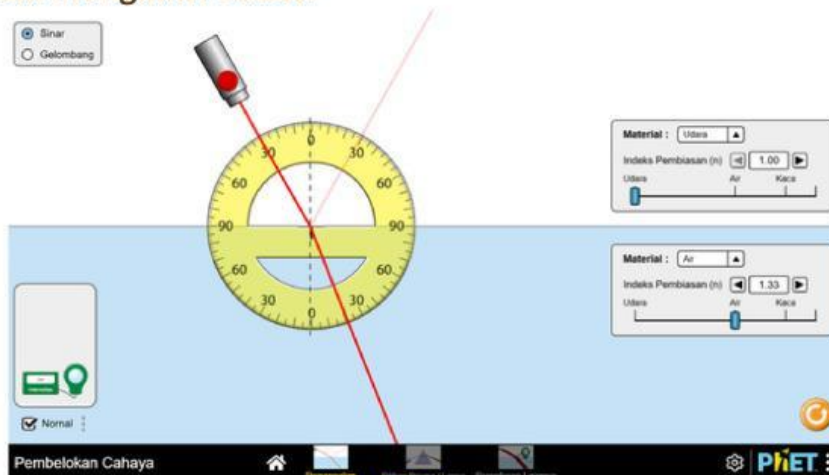 Sinar
Gelombang
0
30
30
60
60
90
90
60
60
30
30
0
Material : Udara
Indeks Pembiasan (n) 1.00
Udara Air Kaca
Material : Air
Indeks Pembiasan (n) 1.33
Udara Air Kaca
Normal
Pembelokan Cahaya
PhET